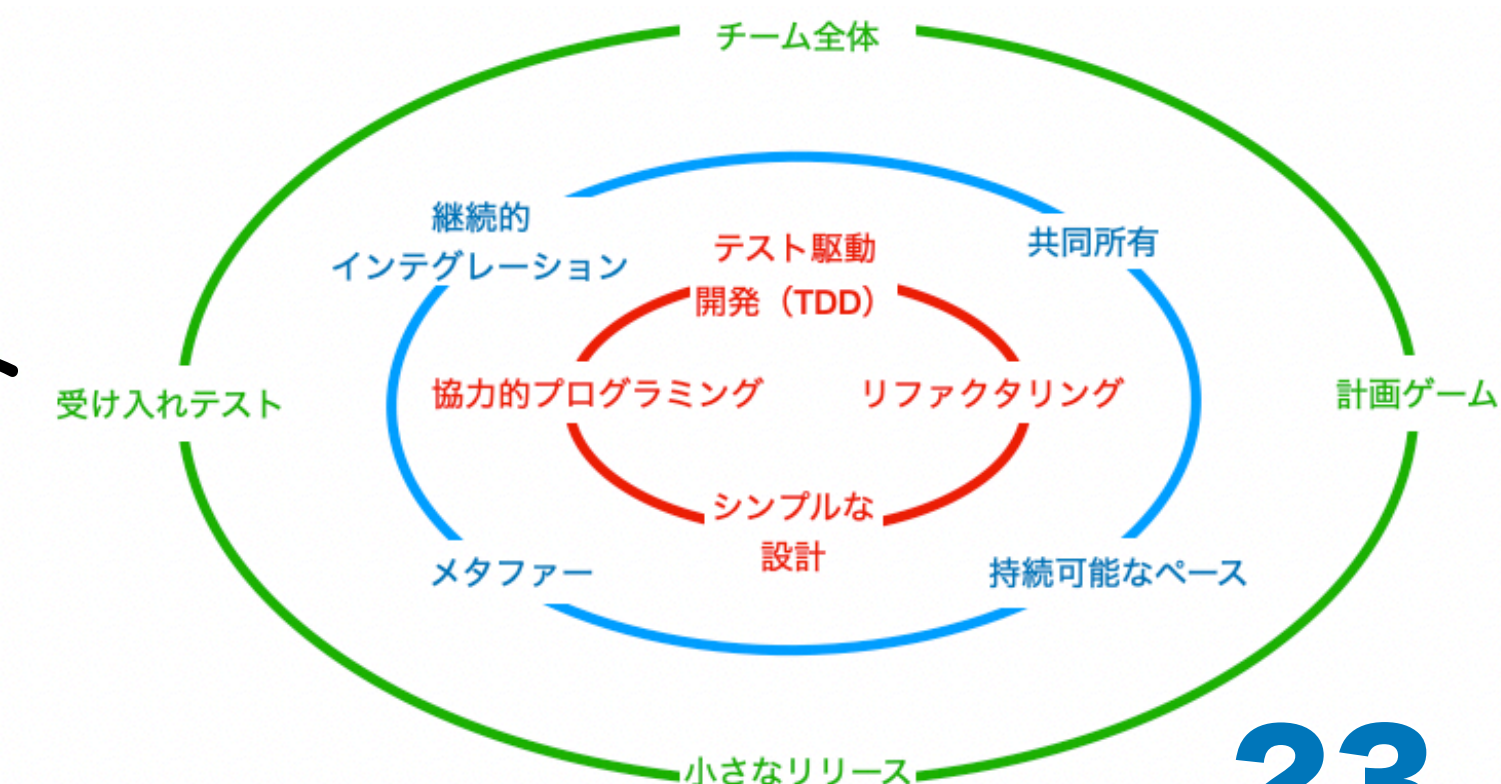 チーム全体
継続的
インテグレーション
テスト駆動
開発（TDD）
共同所有
受け入れテスト
協力的プログラミング
リファクタリング
計画ゲーム
シンプルな
設計
メタファー
持続可能なペース
小さなリリース
23